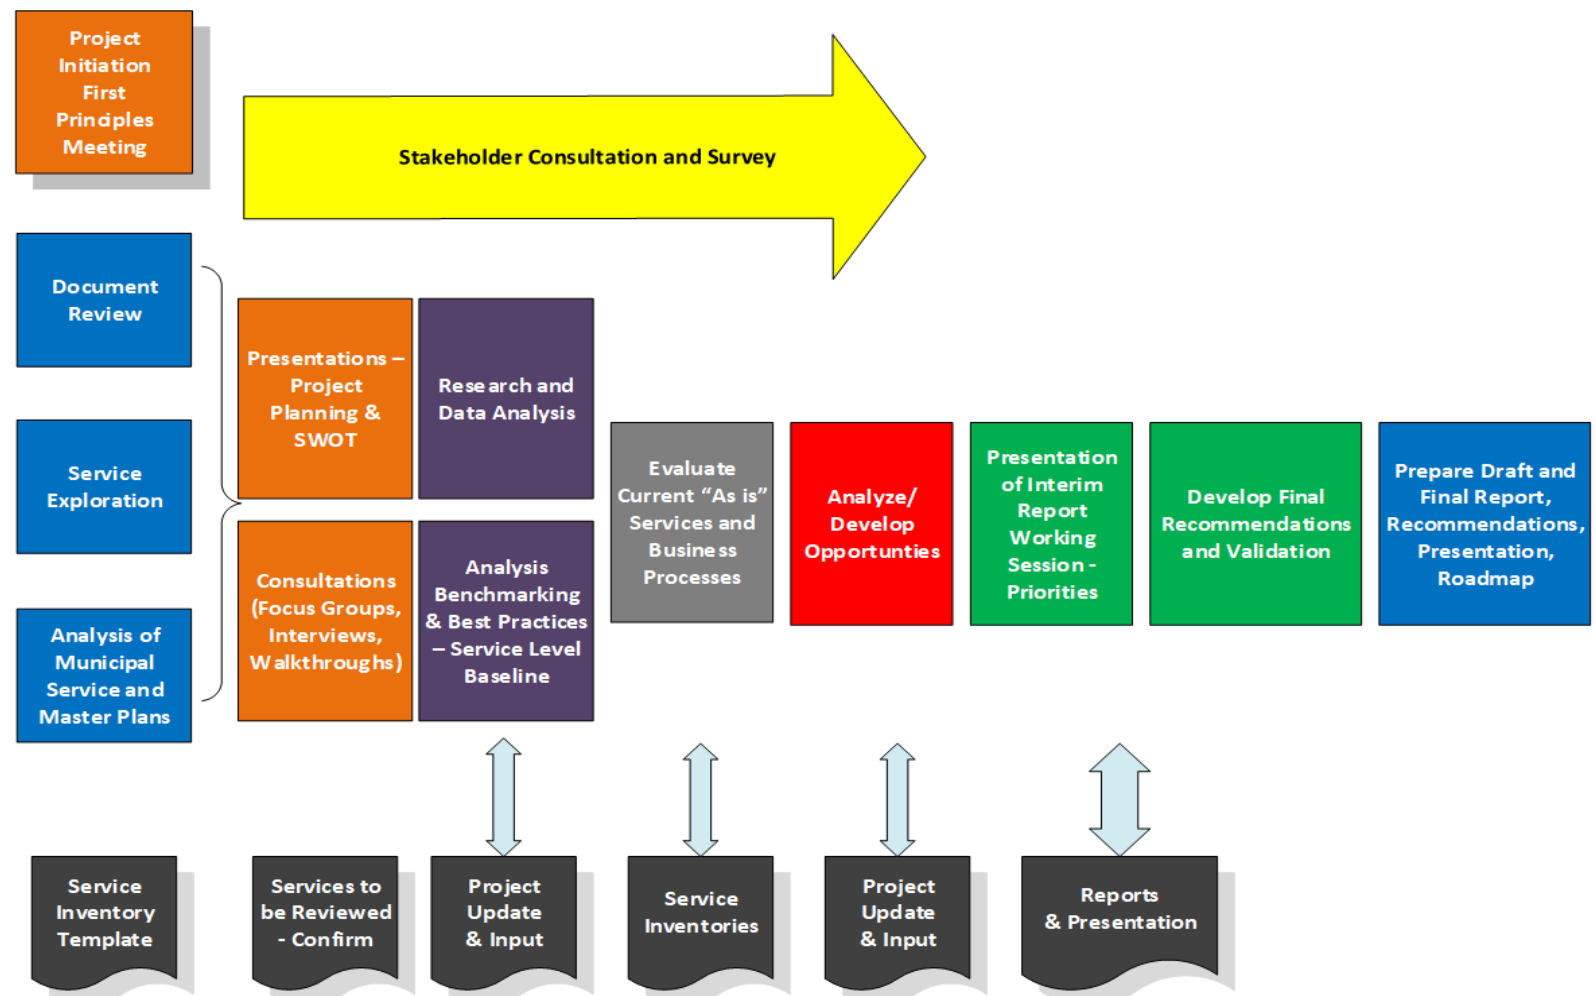 Project
Initiation
First
Principles
Meeting
Stakeholder Consultation and Survey
Document
Review
Service
Exploration
Analysis of
Municipal
Service and
Master Plans
Presentations –
Project
Planning &
SWOT
Research and
Data Analysis
Consultations
(Focus Groups,
Interviews,
Walkthroughs)
Analysis
Benchmarking
& Best Practices
– Service Level
Baseline
Evaluate
Current “As is”
Services and
Business
Processes
Analyze/
Develop
Opportunties
Presentation
of Interim
Report
Working
Session -
Priorities
Develop Final
Recommendations
and Validation
Prepare Draft and
Final Report,
Recommendations,
Presentation,
Roadmap
Service
Inventory
Template
Services to
be Reviewed
- Confirm
Project
Update
& Input
Service
Inventories
Project
Update
& Input
Reports
& Presentation